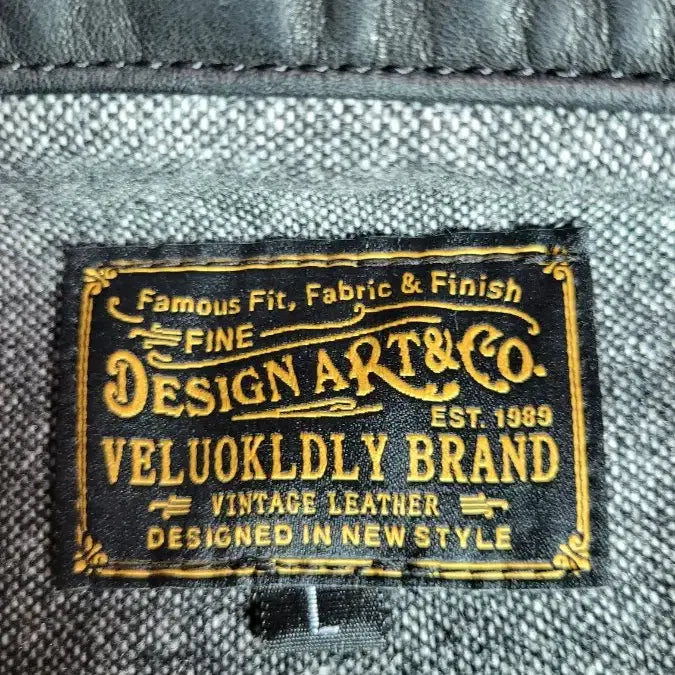 Famous Fit, Fabric & Finish
FINE
DESIGN ART & CO.
EST. 1989
VELUOKLDLY BRAND
VINTAGE LEATHER
DESIGNED IN NEW STYLE
L